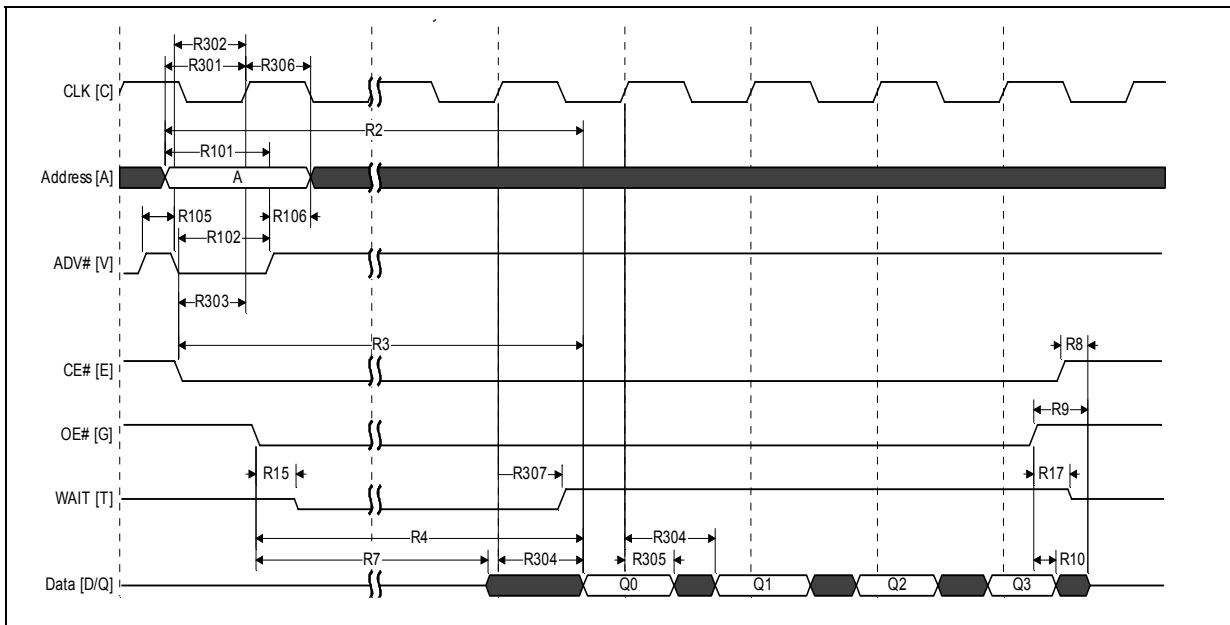 R302
R301 R306
CLK [C]
R2
R101
Address [A] A
R105 R106
R102
ADV# [V]
R303
R3
R8
CE# [E]
R9
OE# [G]
R15 R307 R17
WAIT [T]
R4 R304
R7 R304 R305 R10
Data [D/Q] Q0 Q1 Q2 Q3